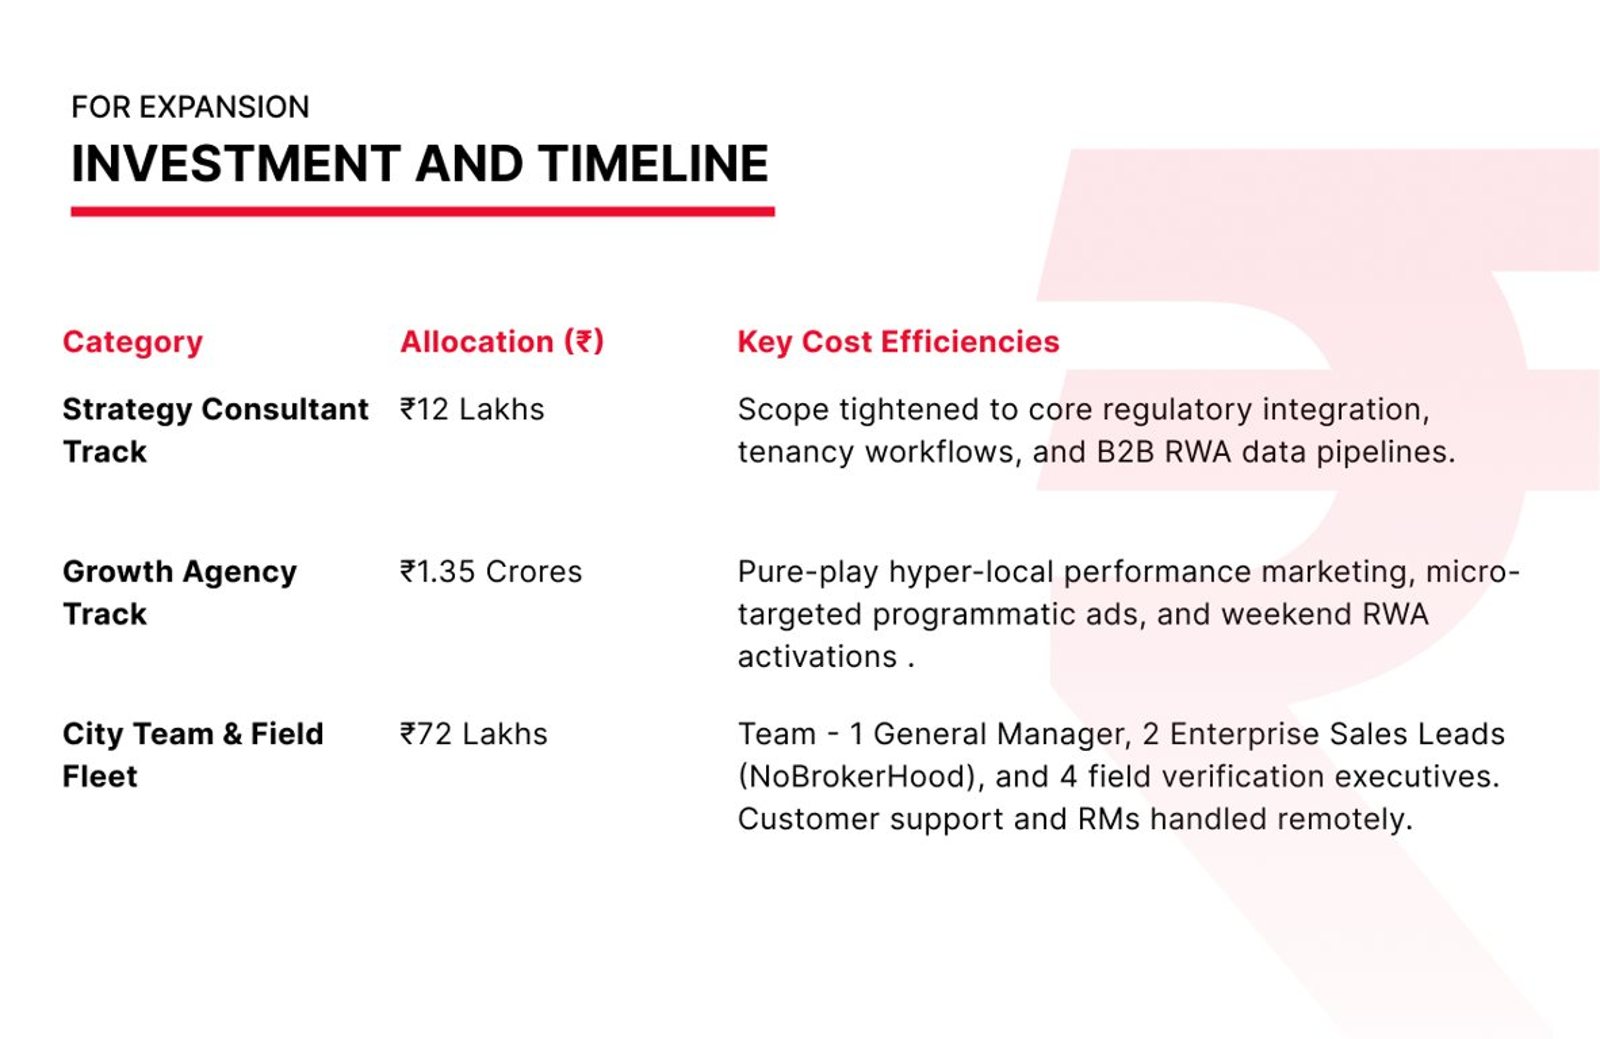 FOR EXPANSION
INVESTMENT AND TIMELINE
Category
Allocation (₹)
Key Cost Efficiencies
Strategy Consultant
Track
₹12 Lakhs
Scope tightened to core regulatory integration,
tenancy workflows, and B2B RWA data pipelines.
Growth Agency
Track
₹1.35 Crores
Pure-play hyper-local performance marketing, micro-
targeted programmatic ads, and weekend RWA
activations .
City Team & Field
Fleet
₹72 Lakhs
Team - 1 General Manager, 2 Enterprise Sales Leads
(NoBrokerHood), and 4 field verification executives.
Customer support and RMs handled remotely.